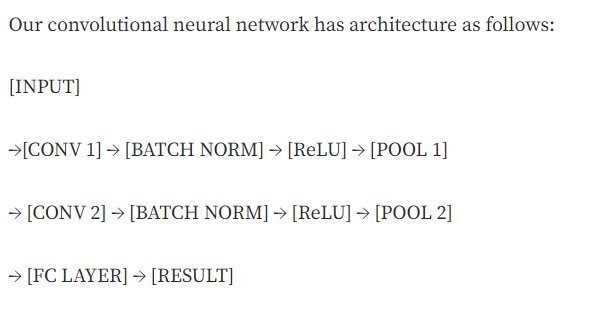 Our convolutional neural network has architecture as follows:
[INPUT]
→[CONV 1] → [BATCH NORM] → [ReLU] → [POOL 1]
→ [CONV 2] → [BATCH NORM] → [ReLU] → [POOL 2]
→ [FC LAYER] → [RESULT]